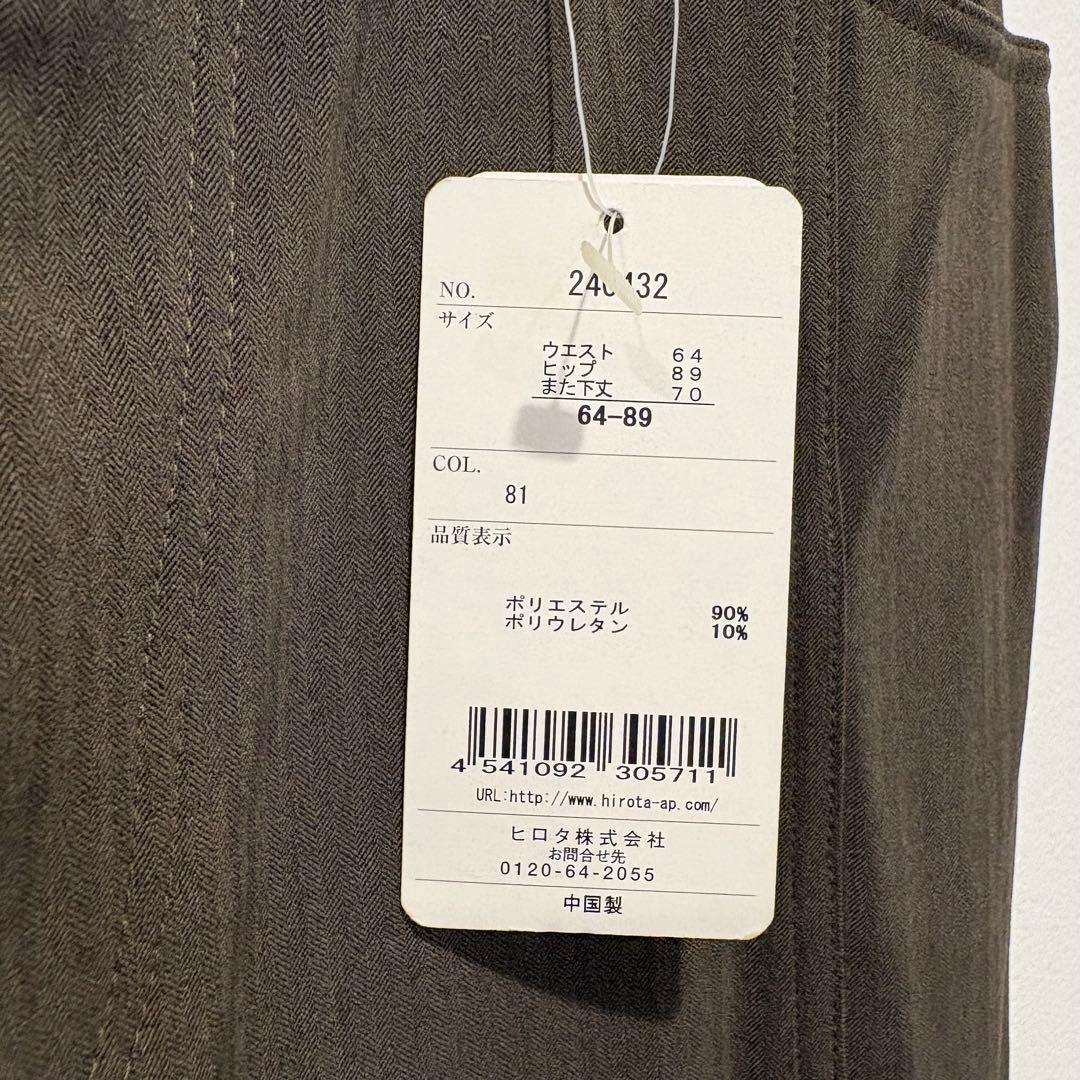 NO.
サイズ
ウエスト 64
ヒップ 89
また下丈 70
64-89
COL.
81
品質表示
ポリエステル 90%
ポリウレタン 10%
4 541092 305711
URL:http://www.hirota-ap.com/
ヒロタ株式会社
お問合せ先
0120-64-2055
中国製